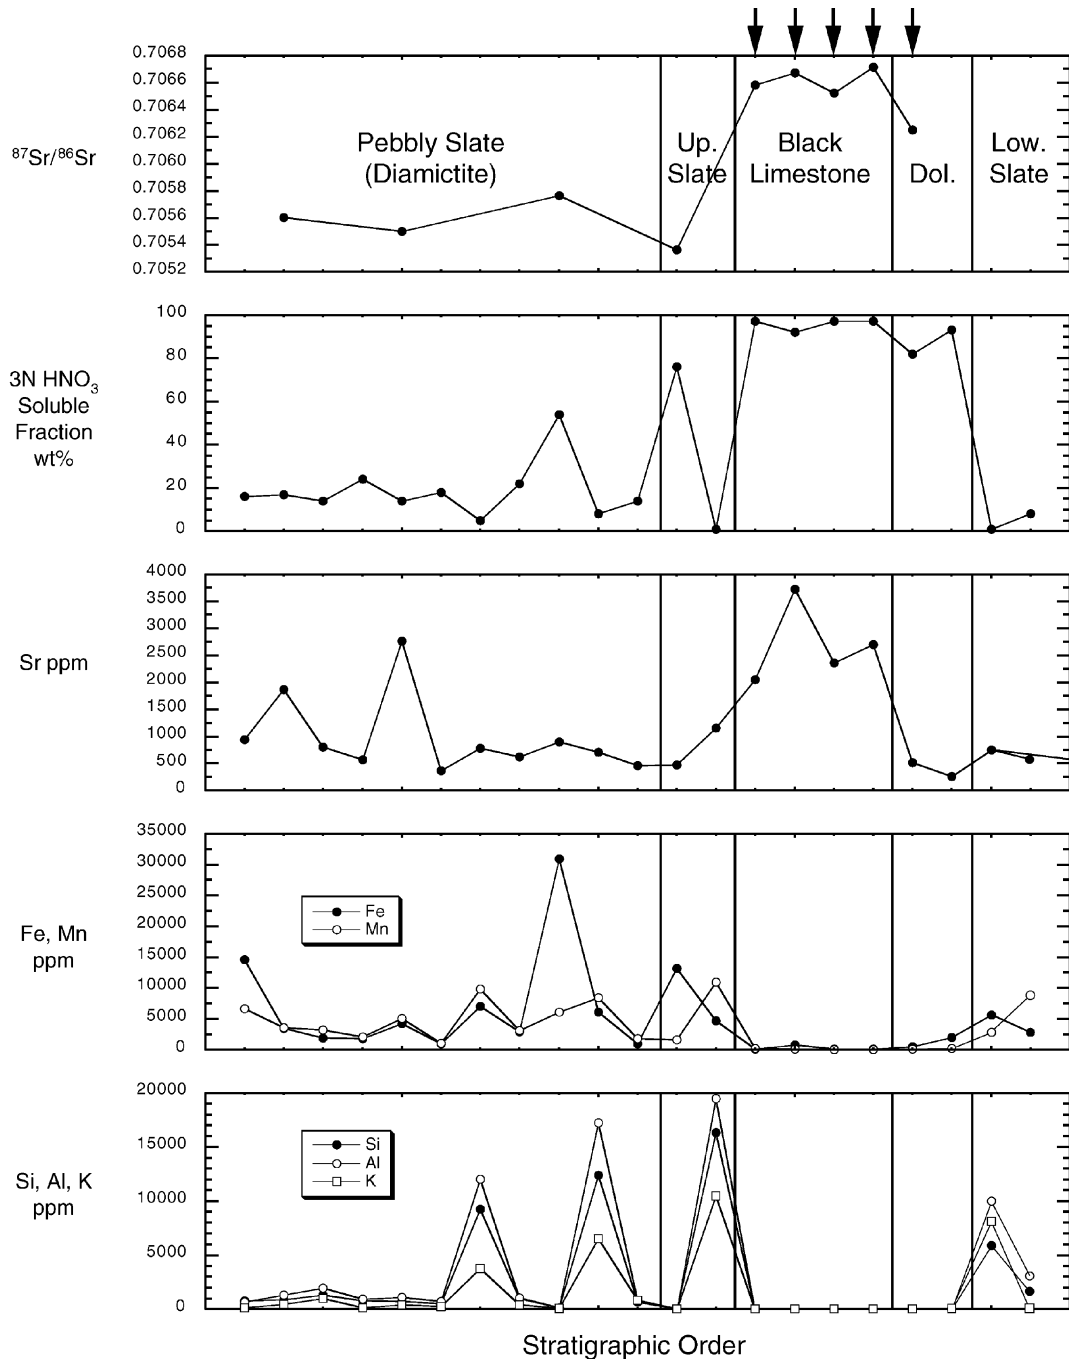 0.7068
0.7066
0.7064
0.7062
0.7060
0.7058
0.7056
0.7054
0.7052
⁸⁷Sr/⁸⁶Sr
Pebbly Slate
(Diamictite)
Up.
Slate
Black
Limestone
Dol.
Low.
Slate
100
80
60
40
20
0
3N HNO₃
Soluble
Fraction
wt%
4000
3500
3000
2500
2000
1500
1000
500
0
Sr ppm
35000
30000
25000
20000
15000
10000
5000
0
Fe, Mn
ppm
Fe
Mn
20000
15000
10000
5000
0
Si, Al, K
ppm
Si
Al
K
Stratigraphic Order